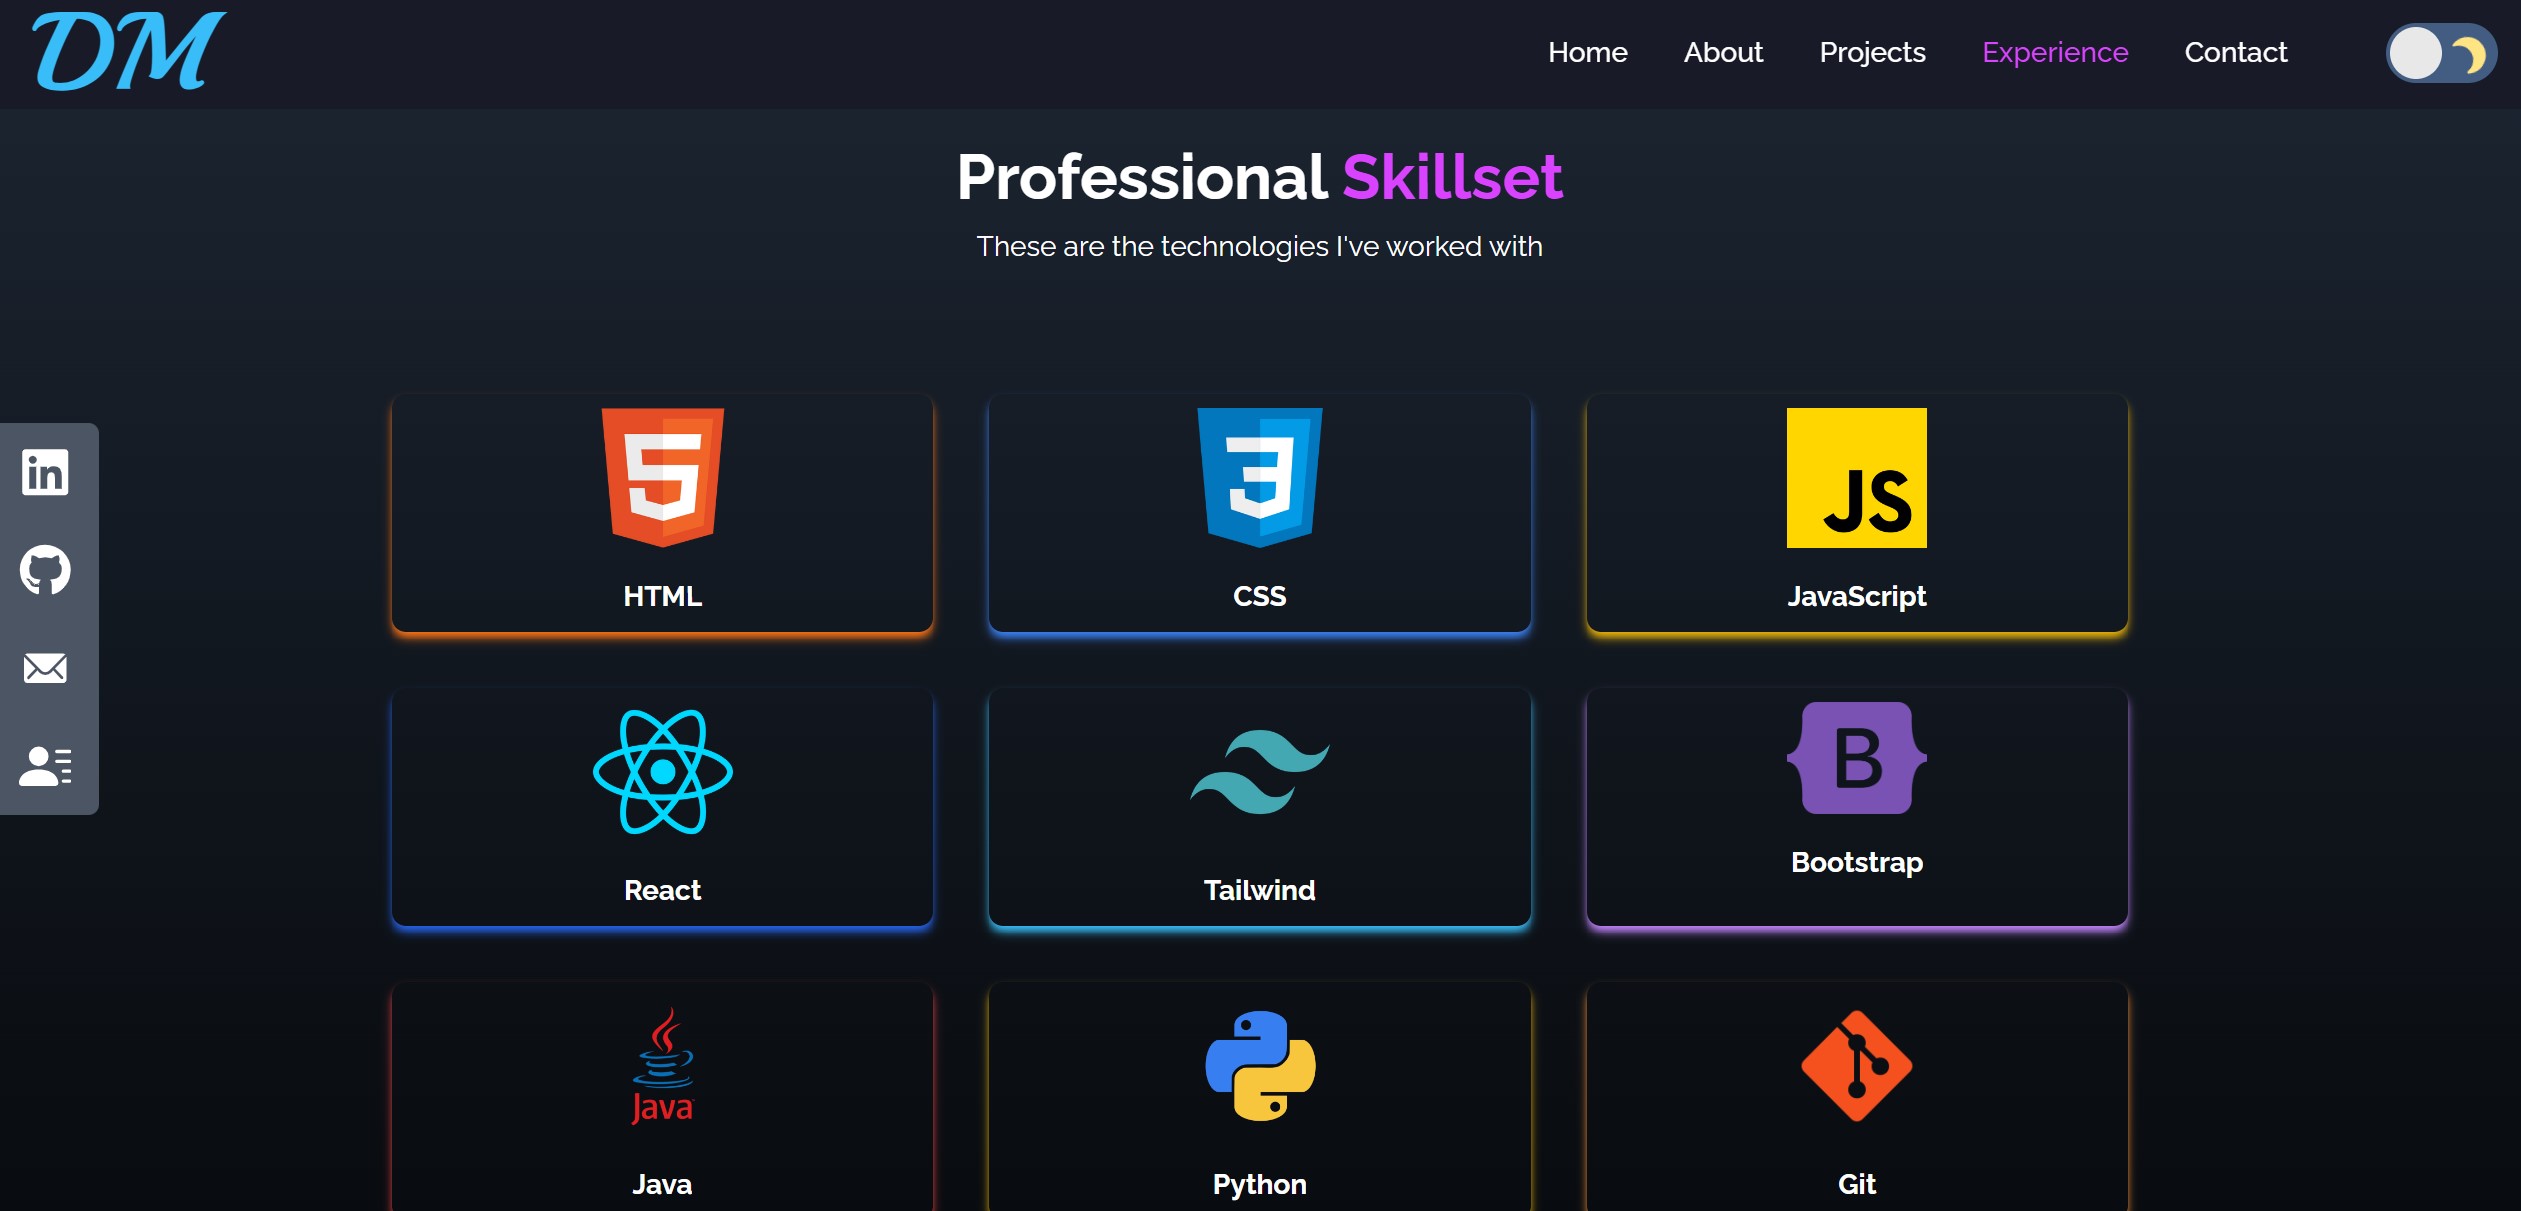 DM
Home About Projects Experience Contact
Professional Skillset
These are the technologies I've worked with
in
5
3
JS
HTML
CSS
JavaScript
B
React
Tailwind
Bootstrap
Java
Java
Python
Git